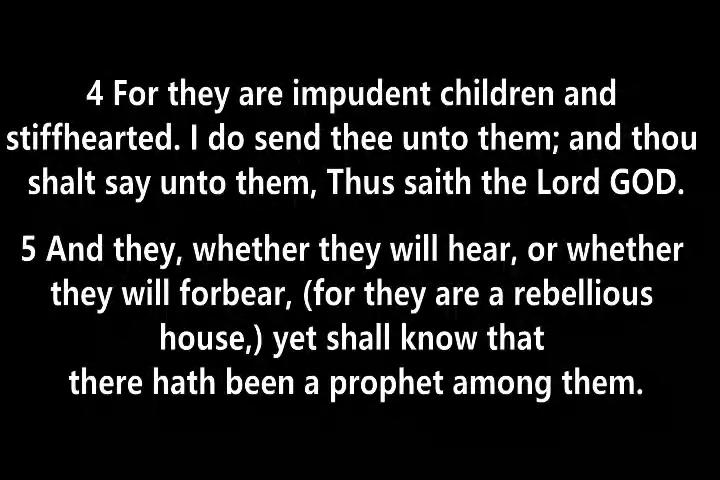 4 For they are impudent children and
stiffhearted. I do send thee unto them; and thou
shalt say unto them, Thus saith the Lord GOD.
5 And they, whether they will hear, or whether
they will forbear, (for they are a rebellious
house,) yet shall know that
there hath been a prophet among them.